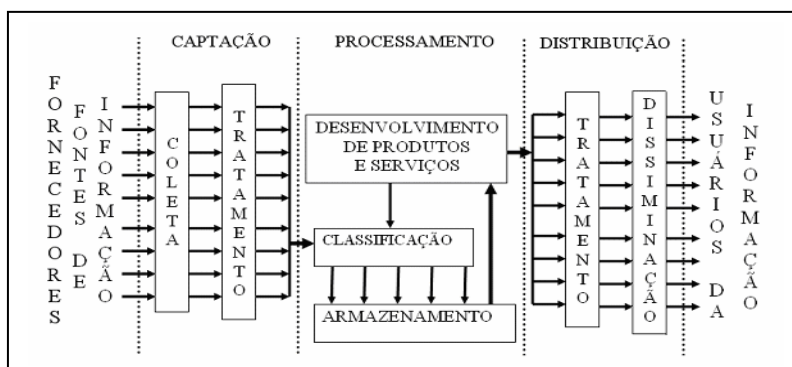 CAPTAÇÃO
PROCESSAMENTO
DISTRIBUIÇÃO
FORNECEDORES
FONTES DE
INFORMAÇÃO
COLETA
TRATAMENTO
DESENVOLVIMENTO
DE PRODUTOS
E SERVIÇOS
CLASSIFICAÇÃO
ARMAZENAMENTO
TRATAMENTO
DISSIMINAÇÃO
USUÁRIOS DA
INFORMAÇÃO